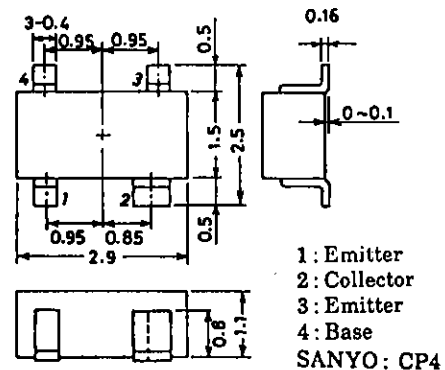 3-0.4
0.95 0.95
0.5
4 3
1.5
2.5
1 2
0.5
0.95 0.85
2.9
0.8
1.1
0.16
0~0.1
1: Emitter
2: Collector
3: Emitter
4: Base
SANYO: CP4